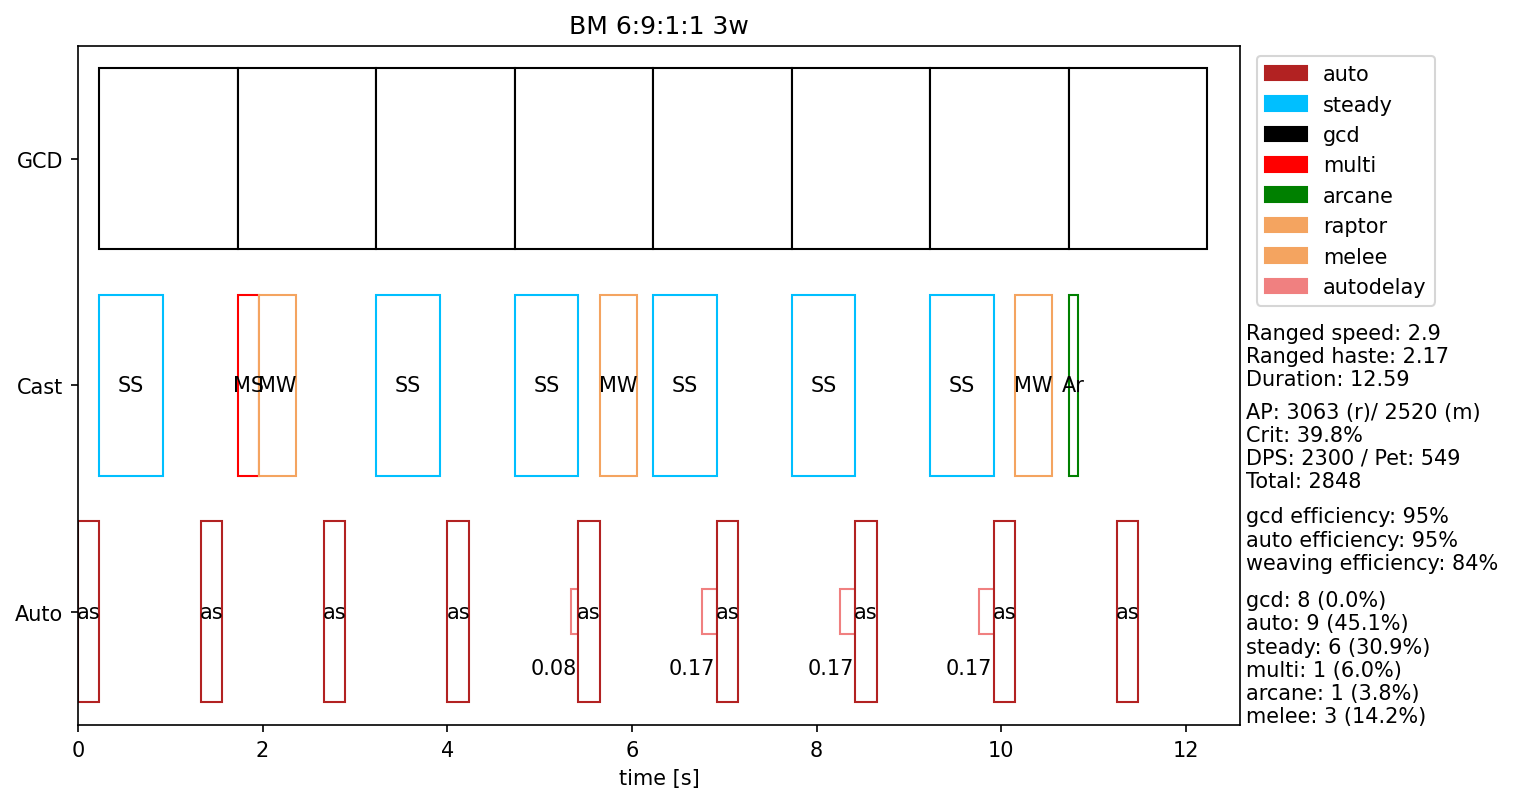 BM 6:9:1:1 3w
GCD
Cast
Auto
SS
MS
MW
SS
SS
MW
SS
SS
SS
MW
Ar
as
as
as
as
as
as
as
as
as
0.08
0.17
0.17
0.17
0
2
4
6
8
10
12
time [s]
auto
steady
gcd
multi
arcane
raptor
melee
autodelay
Ranged speed: 2.9
Ranged haste: 2.17
Duration: 12.59
AP: 3063 (r)/ 2520 (m)
Crit: 39.8%
DPS: 2300 / Pet: 549
Total: 2848
gcd efficiency: 95%
auto efficiency: 95%
weaving efficiency: 84%
gcd: 8 (0.0%)
auto: 9 (45.1%)
steady: 6 (30.9%)
multi: 1 (6.0%)
arcane: 1 (3.8%)
melee: 3 (14.2%)